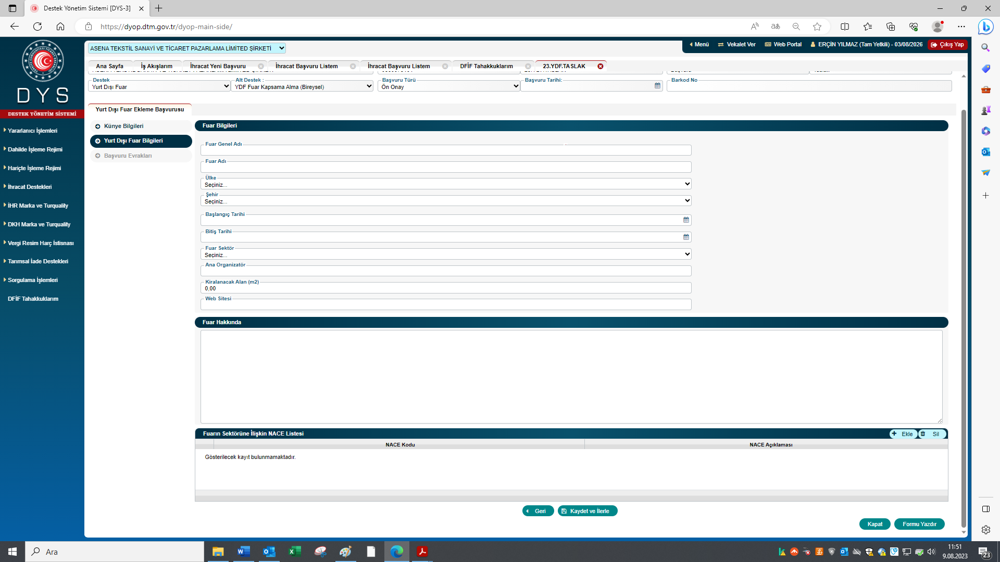 Destek Yönetim Sistemi [DYS-3]
https://dyop.dtm.gov.tr/dyop-main-side/
ASENA TEKSTİL SANAYİ VE TİCARET PAZARLAMA LİMİTED ŞİRKETİ
Menü Vekalet Ver Web Portal ERÇİN YILMAZ (Tam Yetkili) - 03/08/2026 Çıkış Yap
Ana Sayfa İş Akışlarım İhracat Yeni Başvuru İhracat Başvuru Listem İhracat Başvuru Listem DFİF Tahakkuklarım 23.YDF.TASLAK
Destek Alt Destek : Başvuru Türü Başvuru Tarihi: Barkod No
Yurt Dışı Fuar YDF Fuar Kapsama Alma (Bireysel) Ön Onay
DYS
DESTEK YÖNETİM SİSTEMİ
Yararlanıcı İşlemleri
Dahilde İşleme Rejimi
Hariçte İşleme Rejimi
İhracat Destekleri
İHR Marka ve Turquality
DKH Marka ve Turquality
Vergi Resim Harç İstisnası
Tarımsal İade Destekleri
Sorgulama İşlemleri
DFİF Tahakkuklarım
Yurt Dışı Fuar Ekleme Başvurusu
Künye Bilgileri
Yurt Dışı Fuar Bilgileri
Başvuru Evrakları
Fuar Bilgileri
Fuar Genel Adı
Fuar Adı
Ülke
Seçiniz...
Şehir
Seçiniz...
Başlangıç Tarihi
Bitiş Tarihi
Fuar Sektör
Seçiniz...
Ana Organizatör
Kiralanacak Alan (m2)
0,00
Web Sitesi
Fuar Hakkında
Fuarın Sektörüne İlişkin NACE Listesi
Ekle Sil
NACE Kodu NACE Açıklaması
Gösterilecek kayıt bulunmamaktadır.
Geri Kaydet ve İlerle
Kapat Formu Yazdır
Ara
11:51
9.08.2023
23